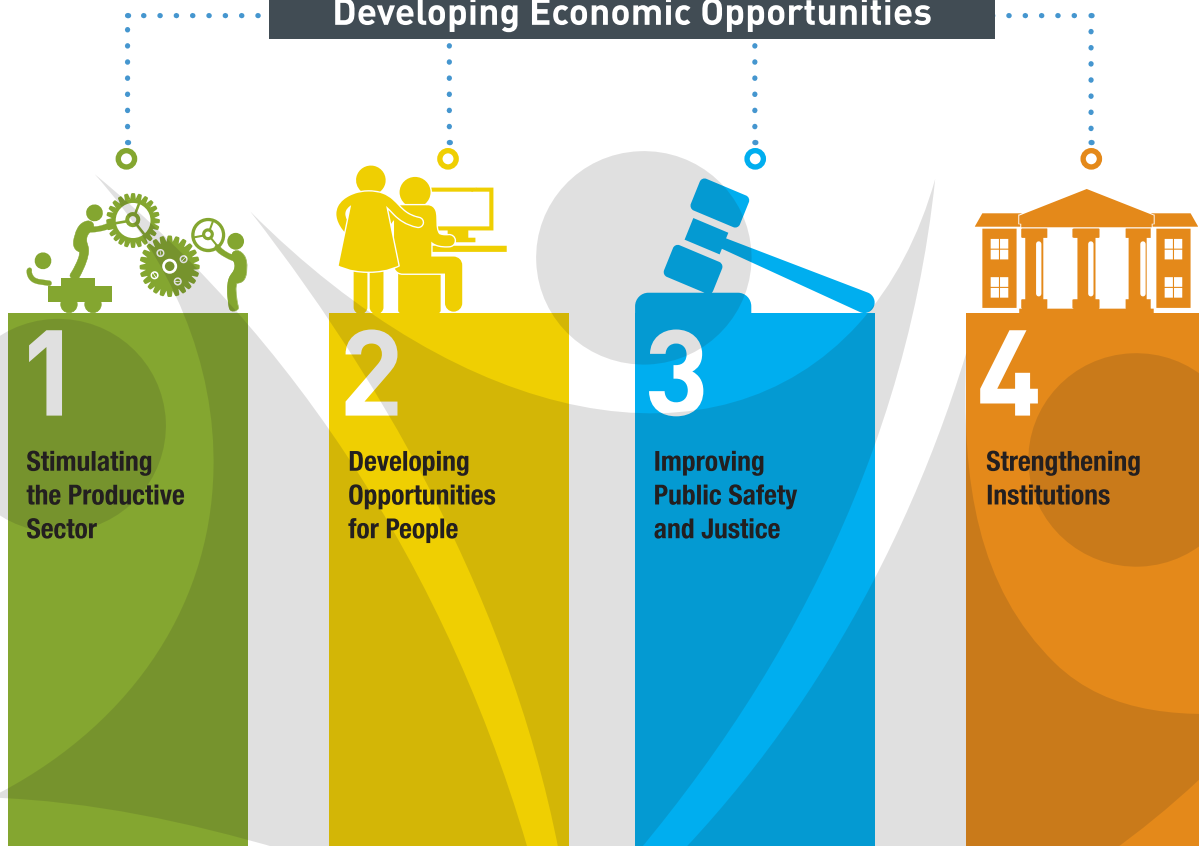 Developing Economic Opportunities
1
Stimulating
the Productive
Sector
2
Developing
Opportunities
for People
3
Improving
Public Safety
and Justice
4
Strengthening
Institutions